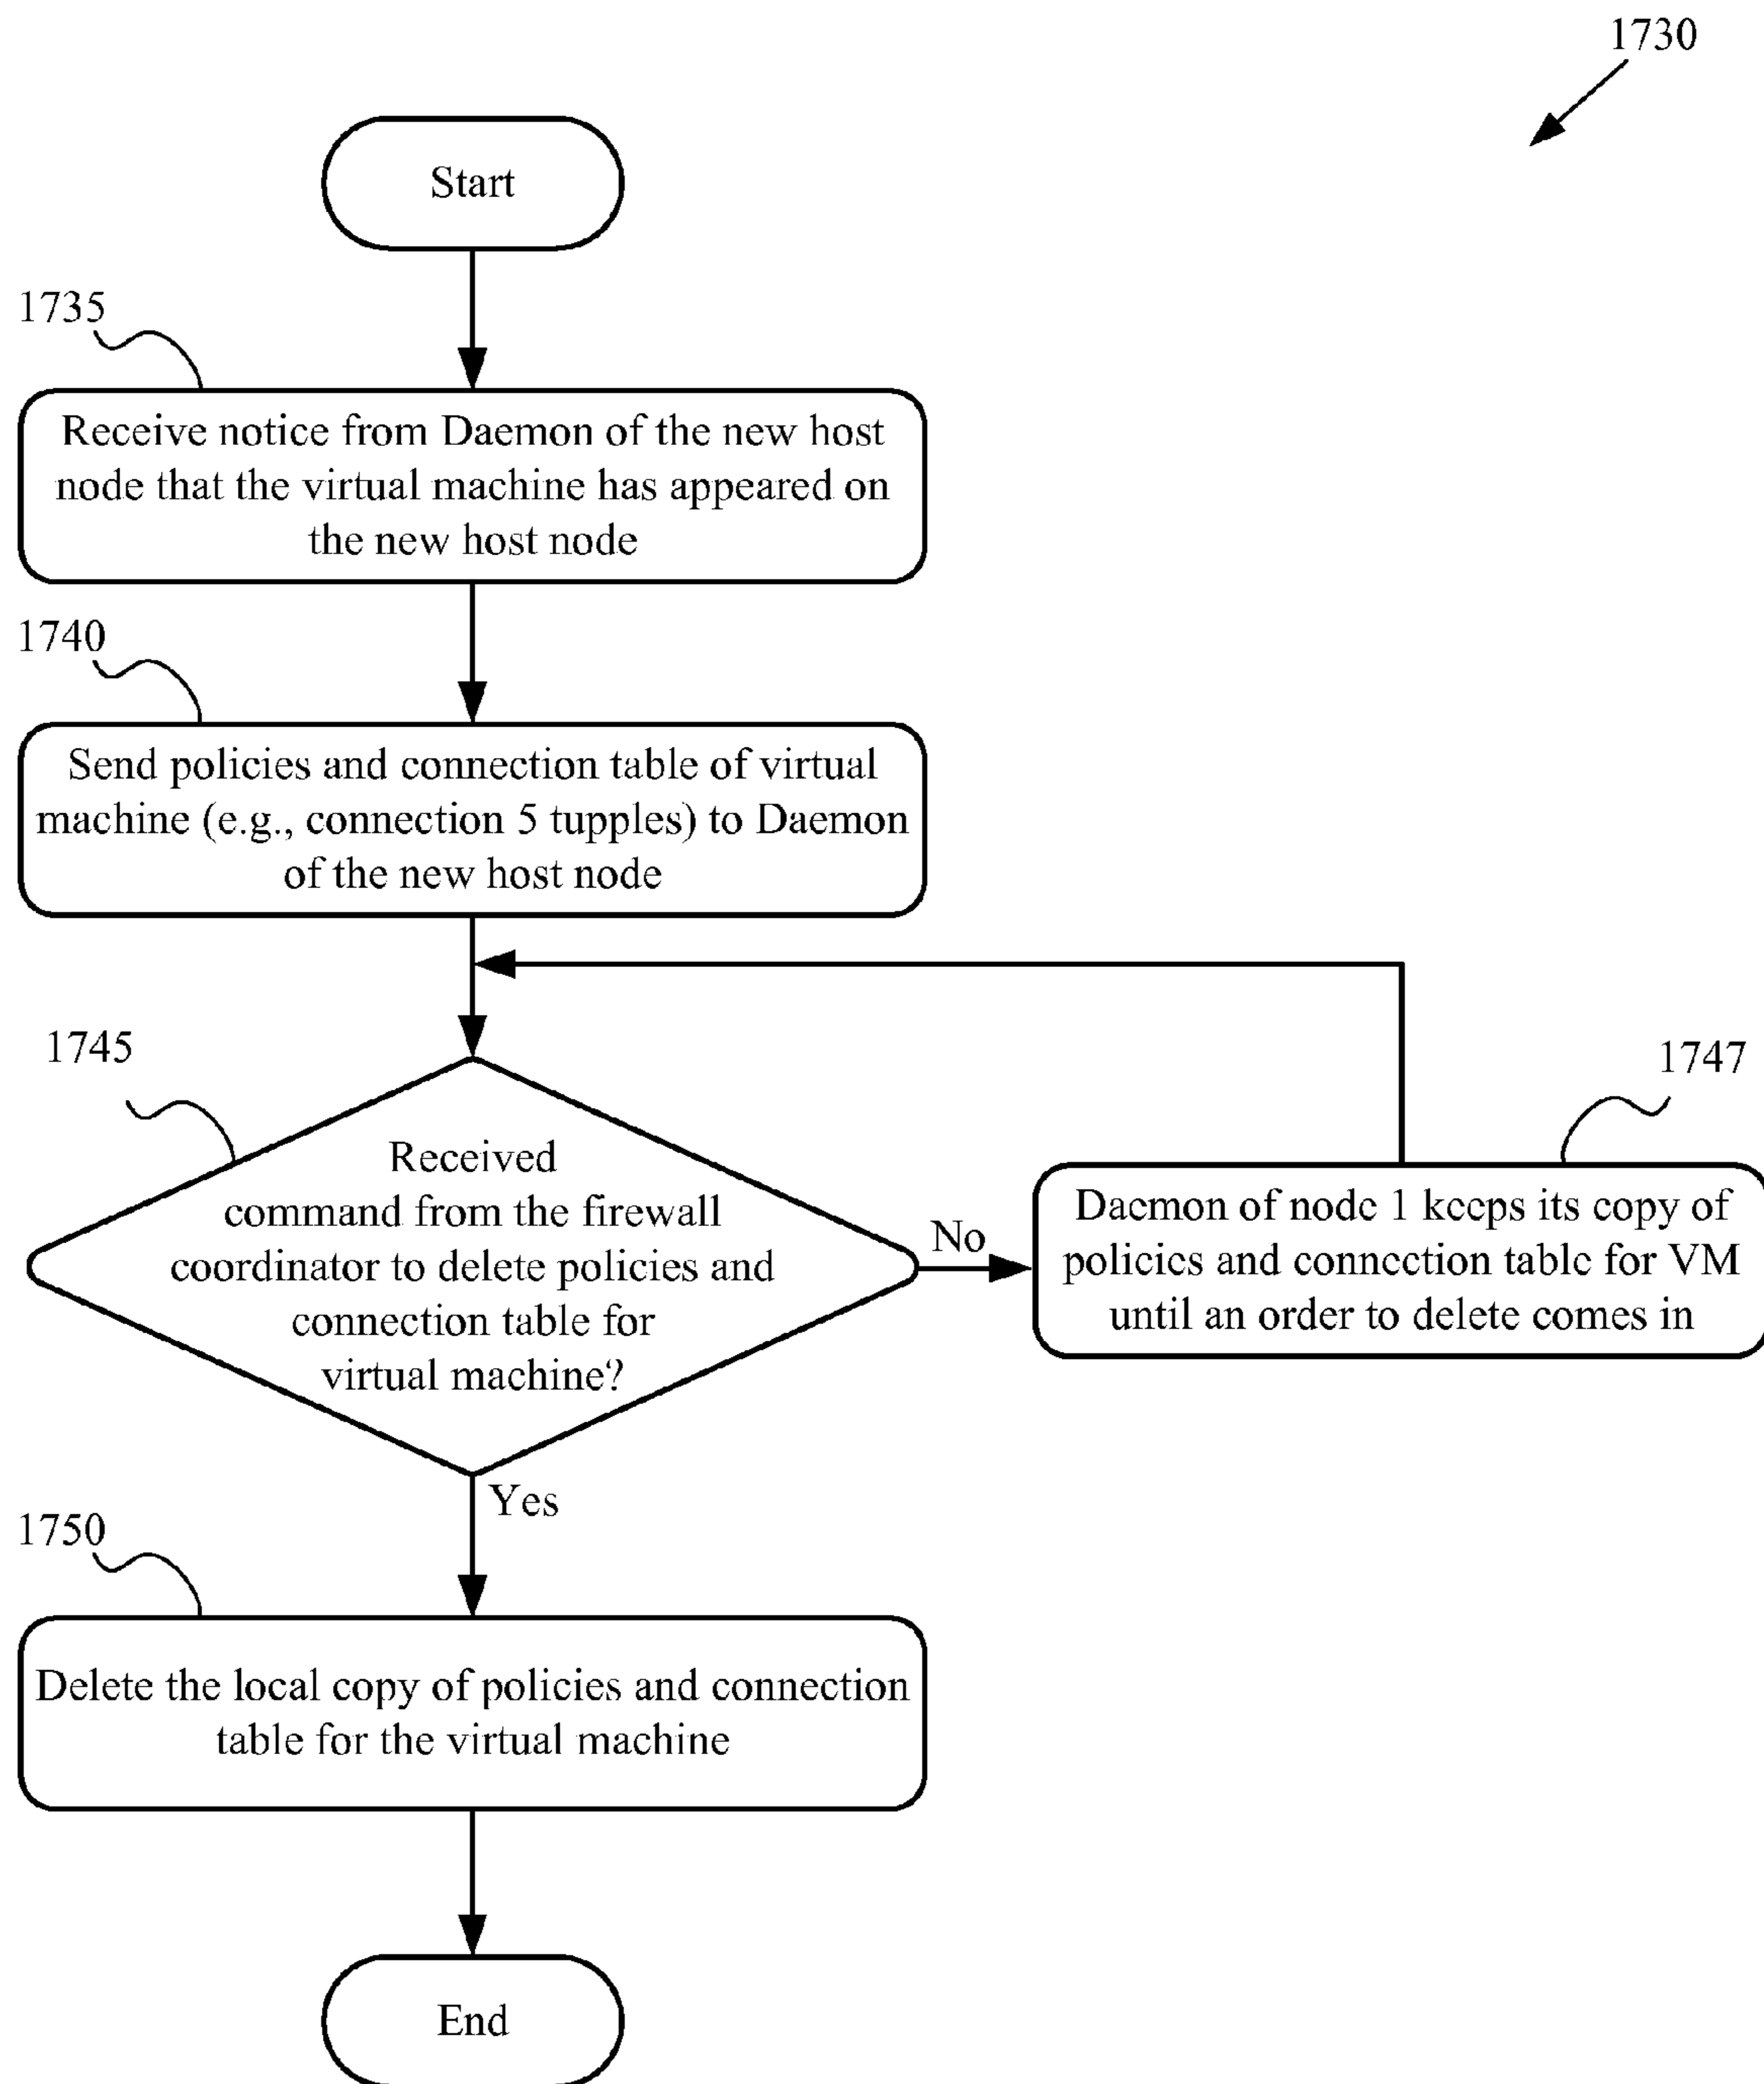 1730
Start
1735
Receive notice from Daemon of the new host
node that the virtual machine has appeared on
the new host node
1740
Send policies and connection table of virtual
machine (e.g., connection 5 tupples) to Daemon
of the new host node
1745
Received
command from the firewall
coordinator to delete policies and
connection table for
virtual machine?
No
1747
Daemon of node 1 keeps its copy of
policies and connection table for VM
until an order to delete comes in
Yes
1750
Delete the local copy of policies and connection
table for the virtual machine
End